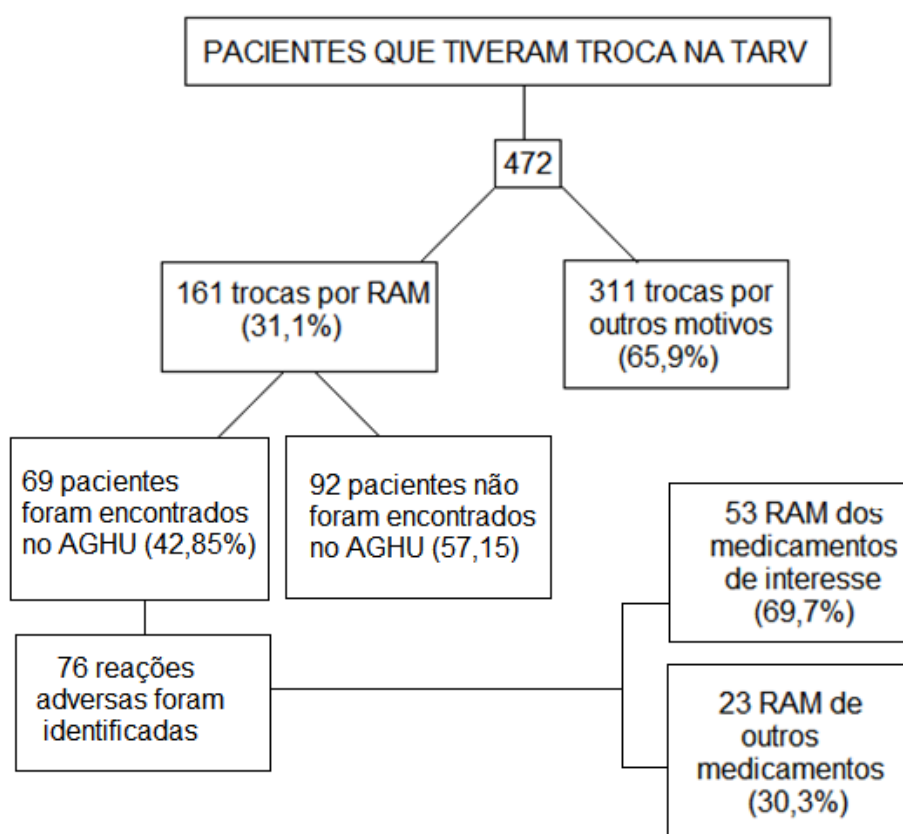 PACIENTES QUE TIVERAM TROCA NA TARV
472
161 trocas por RAM
(31,1%)
311 trocas por
outros motivos
(65,9%)
69 pacientes
foram encontrados
no AGHU (42,85%)
92 pacientes não
foram encontrados
no AGHU (57,15)
53 RAM dos
medicamentos
de interesse
(69,7%)
76 reações
adversas foram
identificadas
23 RAM de
outros
medicamentos
(30,3%)